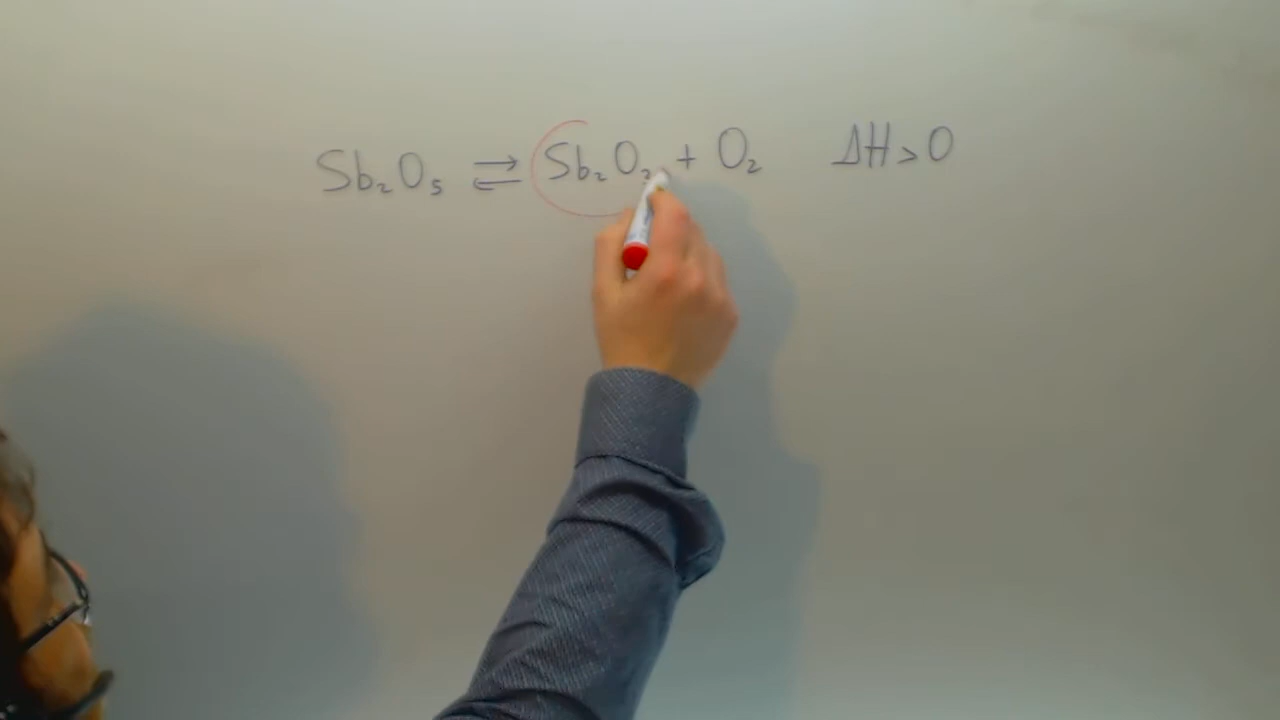 Sb₂O₅ ⇌ Sb₂O₃ + O₂ ΔH > 0